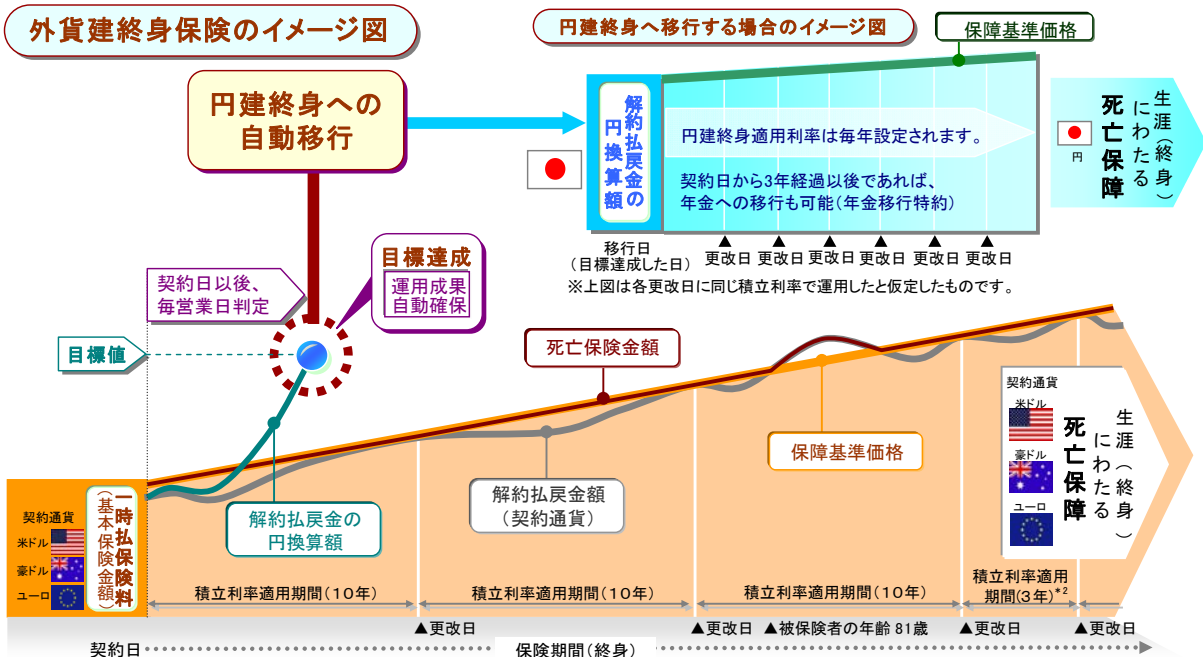 外貨建終身保険のイメージ図
円建終身へ移行する場合のイメージ図
保障基準価格
円建終身への
自動移行
解約払戻金の
円換算額
円建終身適用利率は毎年設定されます。
契約日から3年経過以後であれば、
年金への移行も可能(年金移行特約)
円
生涯(終身)
にわたる
死亡保障
移行日
(目標達成した日)
▲
更改日
▲
更改日
▲
更改日
▲
更改日
▲
更改日
▲
更改日
※上図は各更改日に同じ積立利率で運用したと仮定したものです。
目標達成
運用成果
自動確保
契約日以後、
毎営業日判定
目標値
死亡保険金額
保障基準価格
解約払戻金額
(契約通貨)
解約払戻金の
円換算額
契約通貨
米ドル
豪ドル
ユーロ
一時払保険料
(基本保険金額)
契約通貨
米ドル
豪ドル
ユーロ
生涯(終身)
にわたる
死亡保障
積立利率適用期間(10年)
積立利率適用期間(10年)
積立利率適用期間(10年)
積立利率適用
期間(3年)*2
▲更改日
▲更改日
▲被保険者の年齢 81歳
▲更改日
▲更改日
契約日
保険期間(終身)